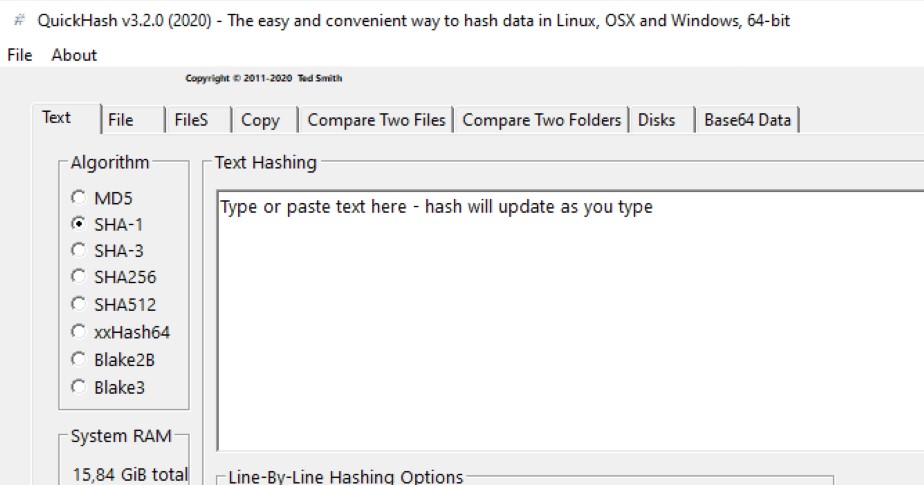 # QuickHash v3.2.0 (2020) - The easy and convenient way to hash data in Linux, OSX and Windows, 64-bit
File About
Copyright © 2011-2020 Ted Smith
Text File FileS Copy Compare Two Files Compare Two Folders Disks Base64 Data
Algorithm
MD5
SHA-1
SHA-3
SHA256
SHA512
xxHash64
Blake2B
Blake3
Text Hashing
Type or paste text here - hash will update as you type
System RAM
15,84 GiB total
Line-By-Line Hashing Options